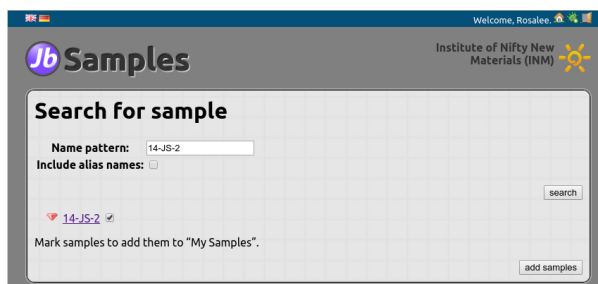 Welcome, Rosalee.
Jb Samples
Institute of Nifty New
Materials (INM)
Search for sample
Name pattern: 14-JS-2
Include alias names:
search
14-JS-2
Mark samples to add them to “My Samples”.
add samples